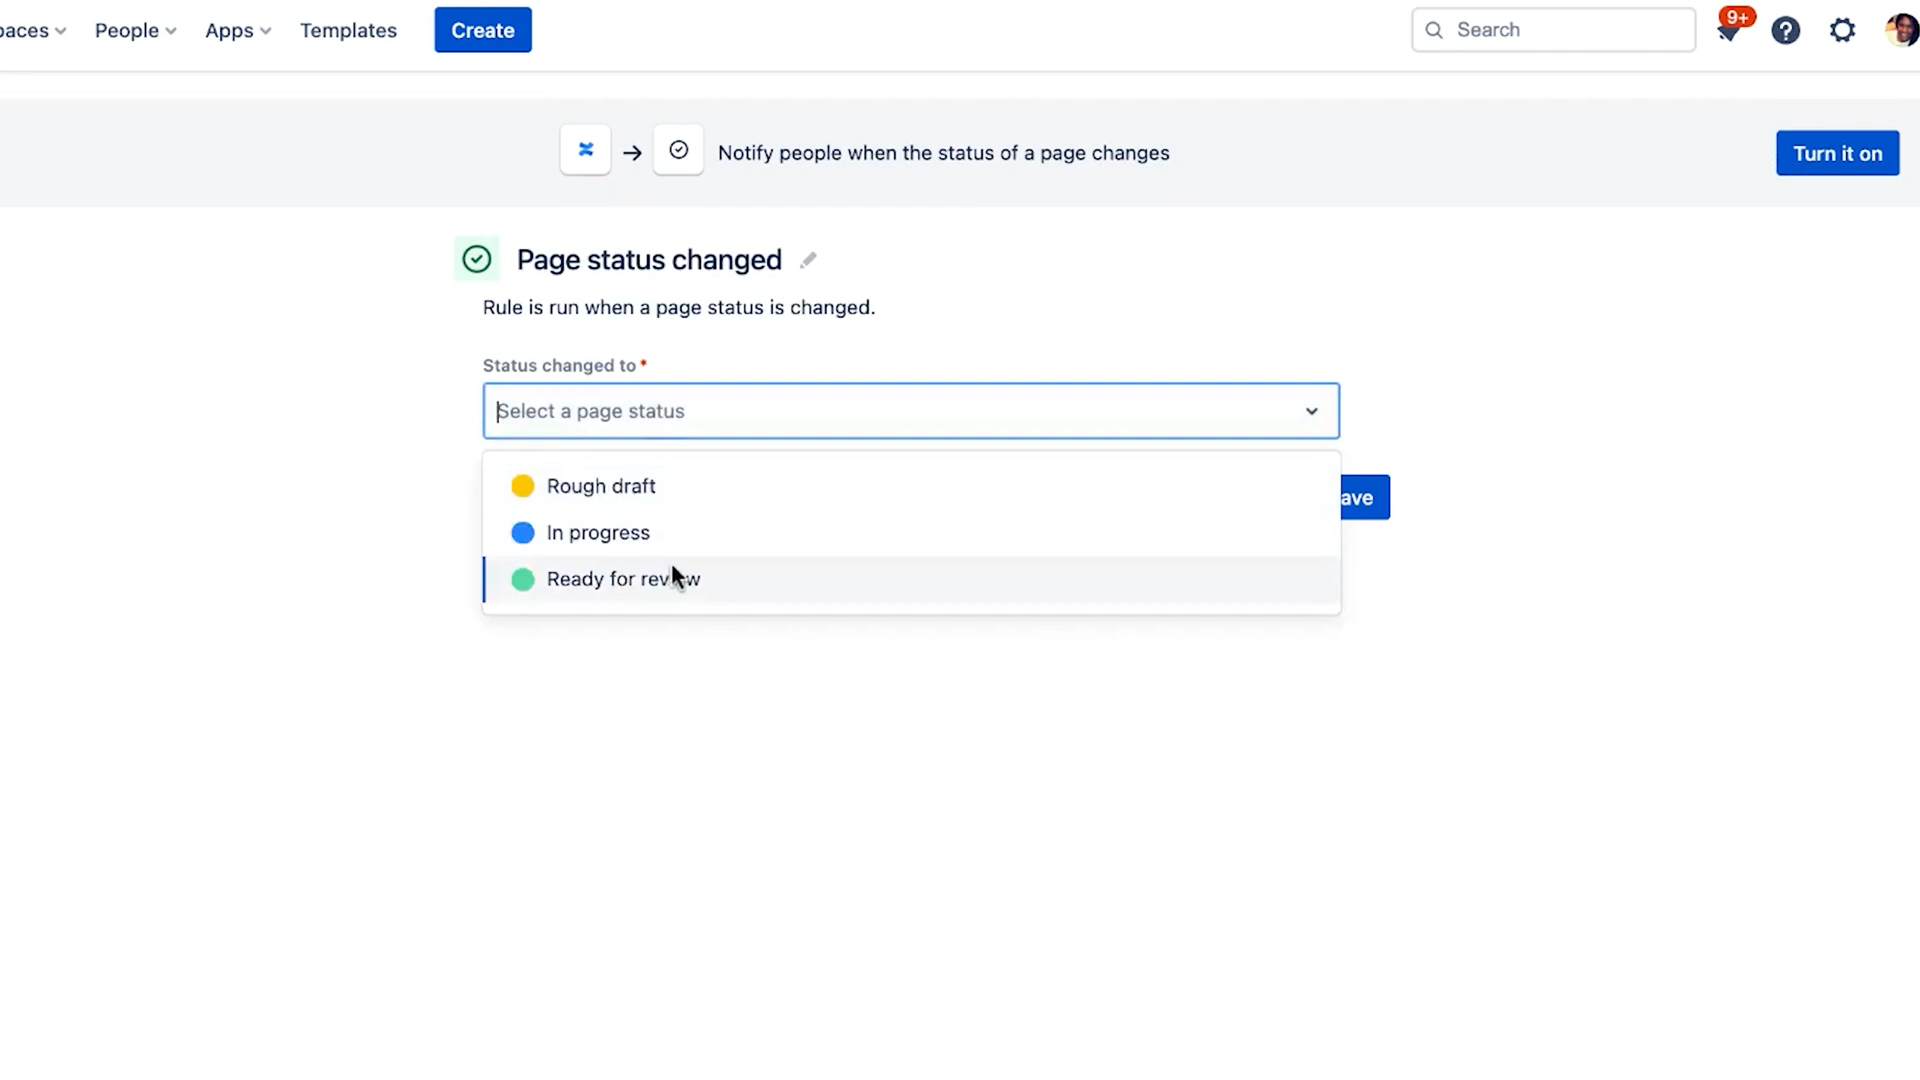 paces People Apps Templates Create Search 9+
Notify people when the status of a page changes Turn it on
Page status changed
Rule is run when a page status is changed.
Status changed to *
Select a page status
Rough draft
In progress
ave
Ready for review